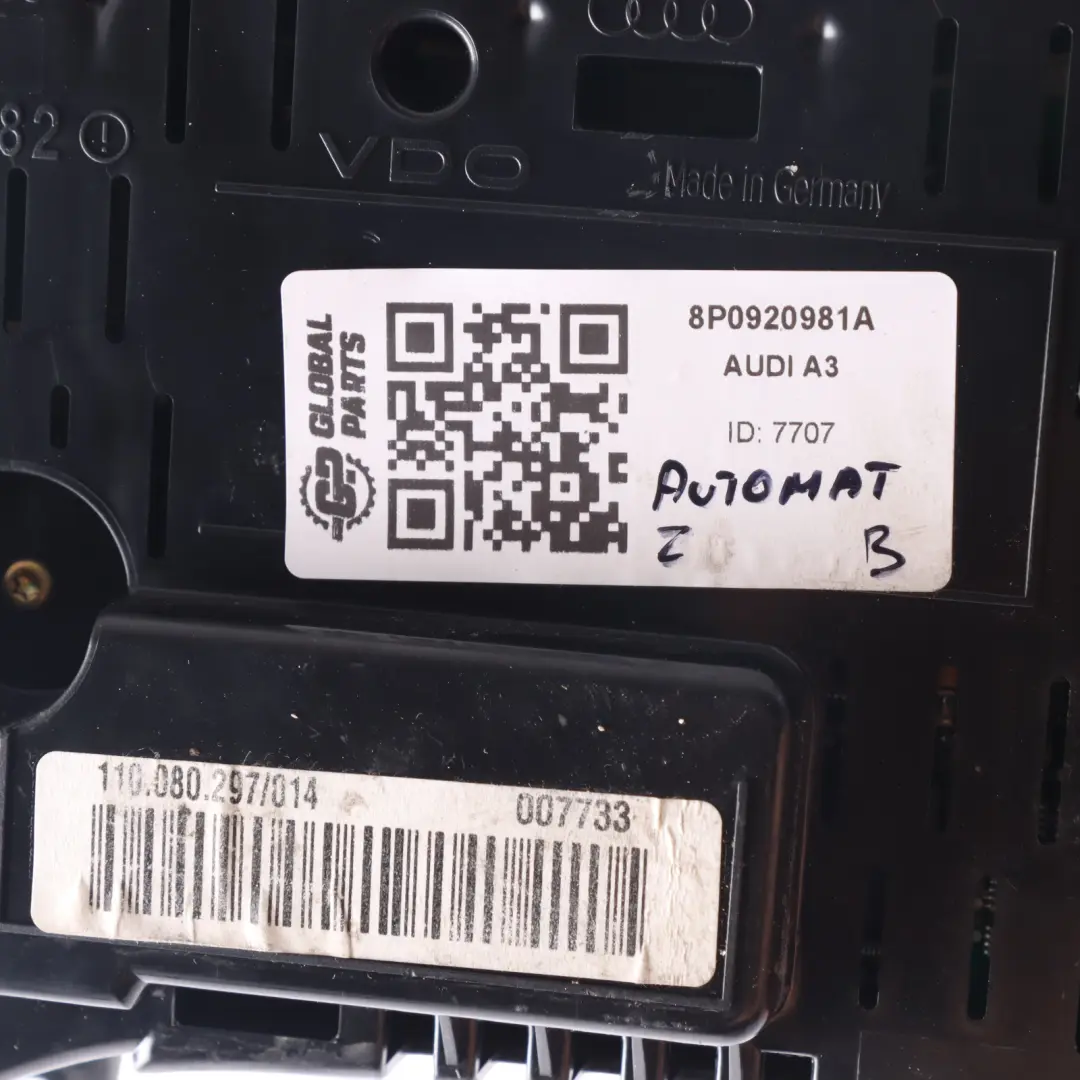 82
VDO
Made in Germany
GLOBAL
PARTS
8P0920981A
AUDI A3
ID: 7707
AUTOMAT
Z B
110.080.297/014 007733